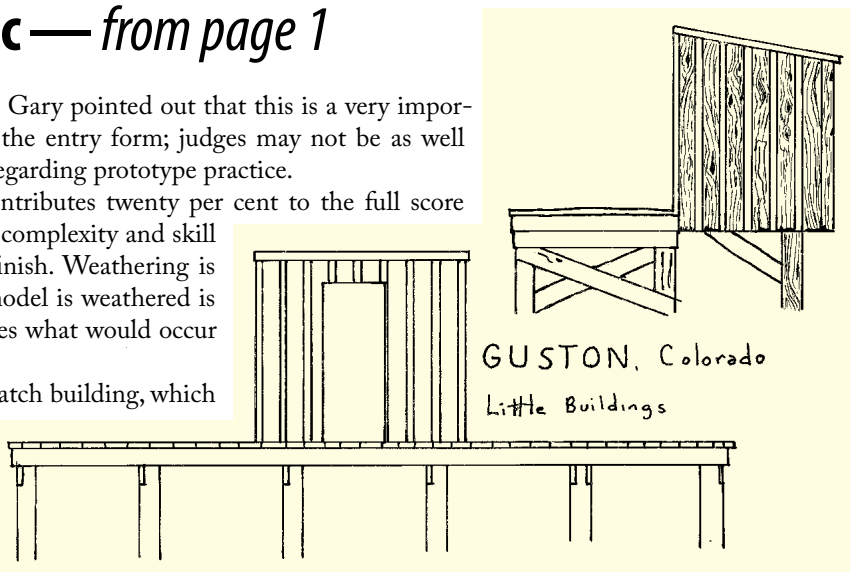 c — from page 1
Gary pointed out that this is a very impor-
the entry form; judges may not be as well
egarding prototype practice.
ntributes twenty per cent to the full score
complexity and skill
inish. Weathering is
odel is weathered is
es what would occur
atch building, which
GUSTON, Colorado
Little Buildings